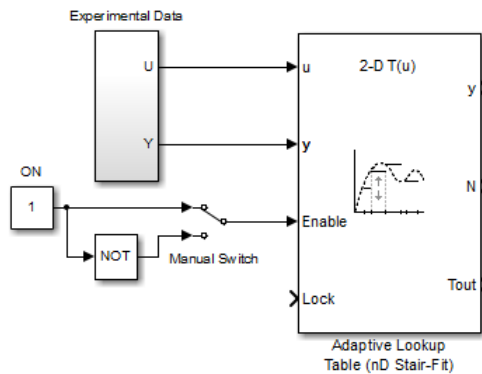 Experimental Data
U
Y
u
2-D T(u)
y
y
N
ON
1
NOT
Manual Switch
Enable
Lock
Tout
Adaptive Lookup
Table (nD Stair-Fit)